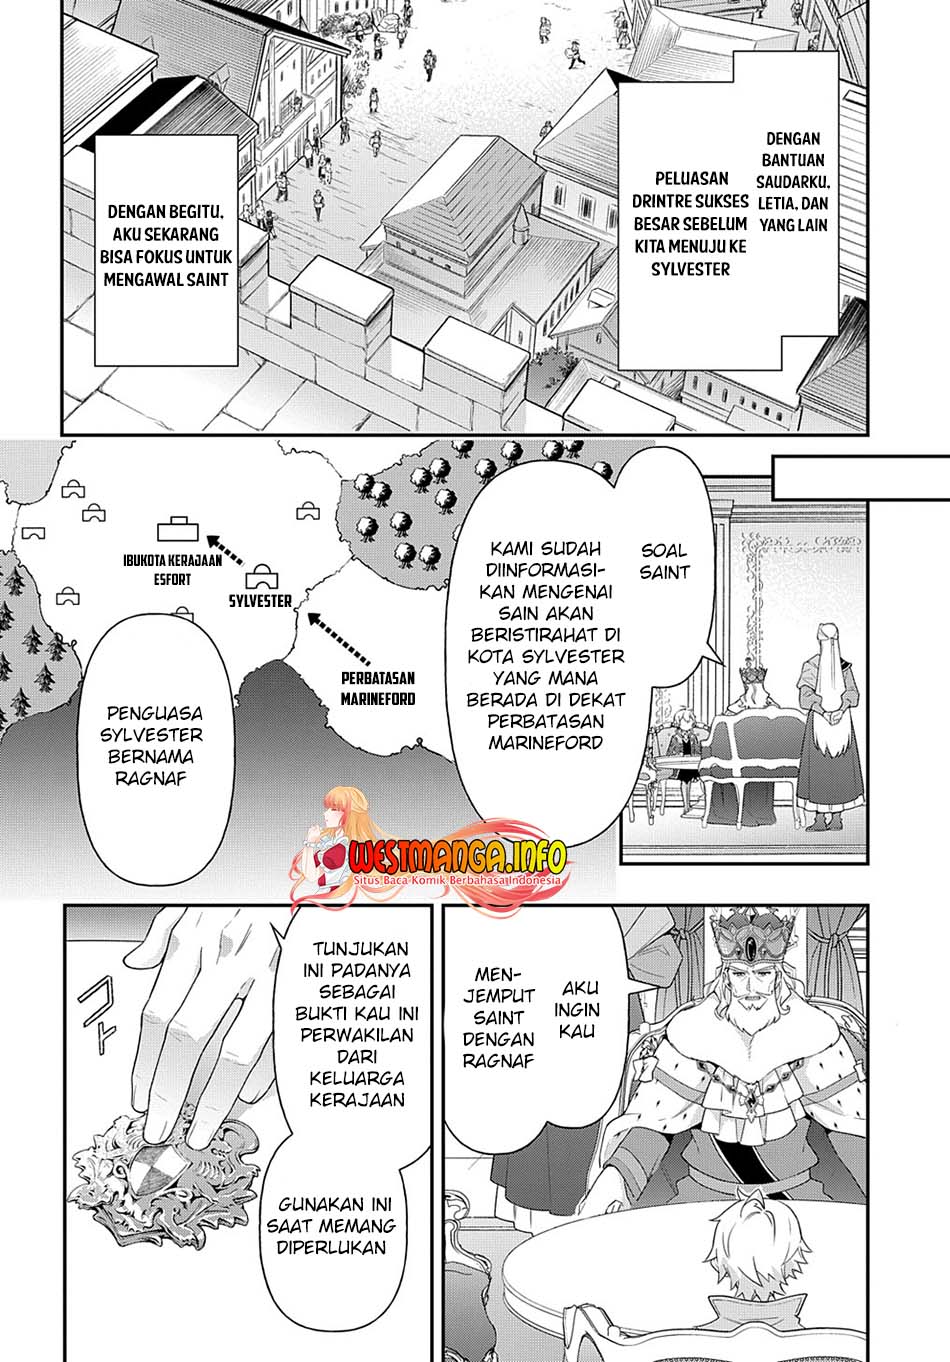 DENGAN
BANTUAN
SAUDARKU,
LETIA, DAN
YANG LAIN
PELUASAN
DRINTRE SUKSES
BESAR SEBELUM
KITA MENUJU KE
SYLVESTER
DENGAN BEGITU,
AKU SEKARANG
BISA FOKUS UNTUK
MENGAWAL SAINT
SOAL
SAINT
KAMI SUDAH
DIINFORMASI-
KAN MENGENAI
SAIN AKAN
BERISTIRAHAT DI
KOTA SYLVESTER
YANG MANA
BERADA DI DEKAT
PERBATASAN
MARINEFORD
IBUKOTA KERAJAAN
ESFORT
SYLVESTER
PERBATASAN
MARINEFORD
PENGUASA
SYLVESTER
BERNAMA
RAGNAF
WESTMANGA.INFO
Situs Baca Komik Berbahasa Indonesia
AKU
INGIN
KAU
MEN-
JEMPUT
SAINT
DENGAN
RAGNAF
TUNJUKAN
INI PADANYA
SEBAGAI
BUKTI KAU INI
PERWAKILAN
DARI
KELUARGA
KERAJAAN
GUNAKAN INI
SAAT MEMANG
DIPERLUKAN
コト